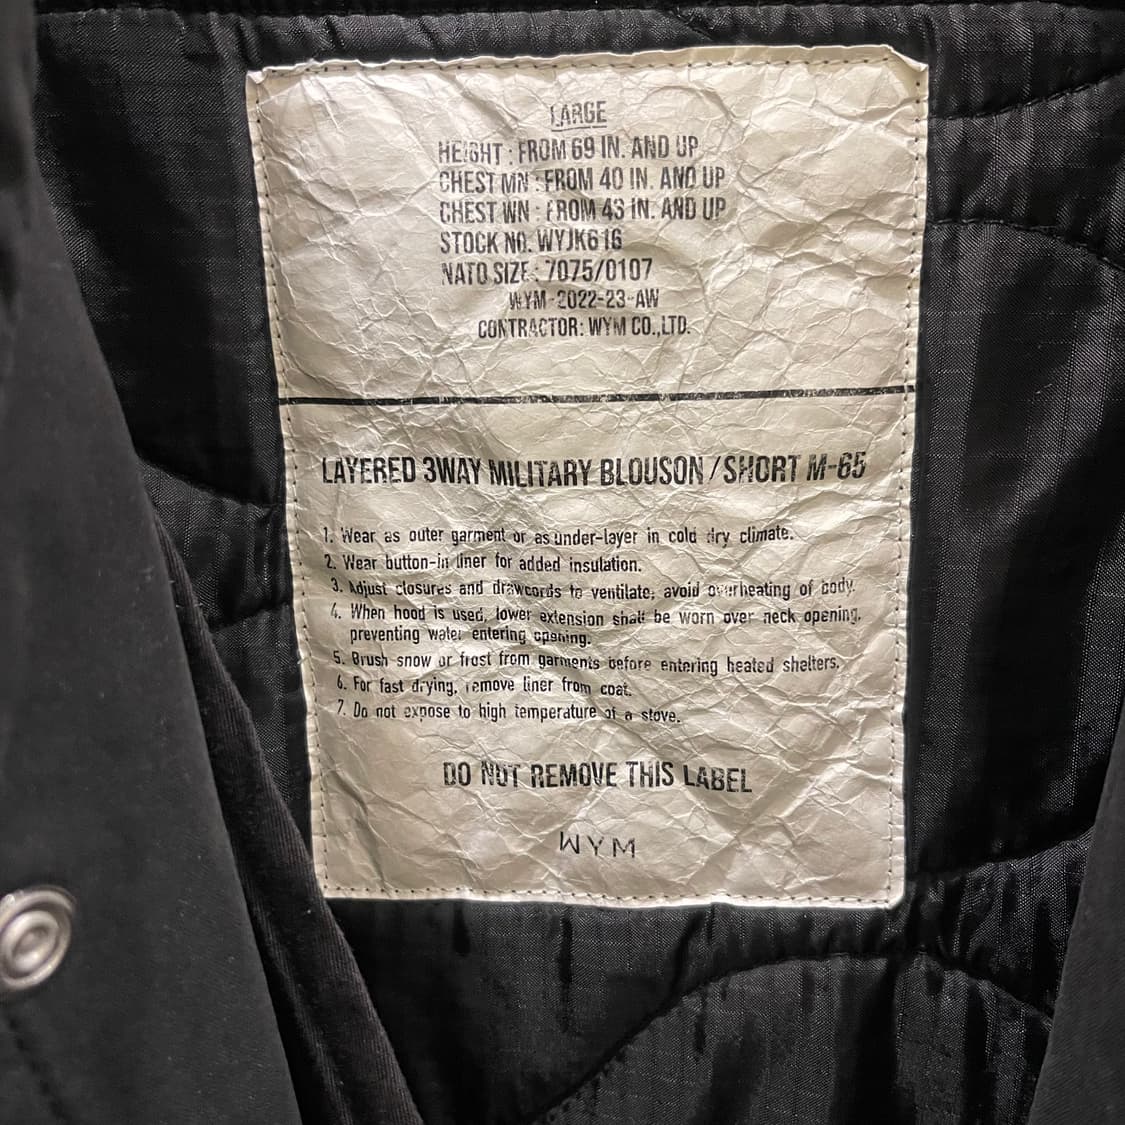 LARGE
HEIGHT : FROM 69 IN. AND UP
CHEST MN : FROM 40 IN. AND UP
CHEST WN : FROM 43 IN. AND UP
STOCK NO. WYJK616
NATO SIZE : 7075/0107
WYM-2022-23-AW
CONTRACTOR: WYM CO.,LTD.
LAYERED 3WAY MILITARY BLOUSON / SHORT M-65
1. Wear as outer garment or as under-layer in cold dry climate.
2. Wear button-in liner for added insulation.
3. Adjust closures and drawcords to ventilate, avoid overheating of body.
4. When hood is used, lower extension shall be worn over neck opening,
preventing water entering opening.
5. Brush snow or frost from garments before entering heated shelters.
6. For fast drying, remove liner from coat.
7. Do not expose to high temperature of a stove.
DO NOT REMOVE THIS LABEL
WYM